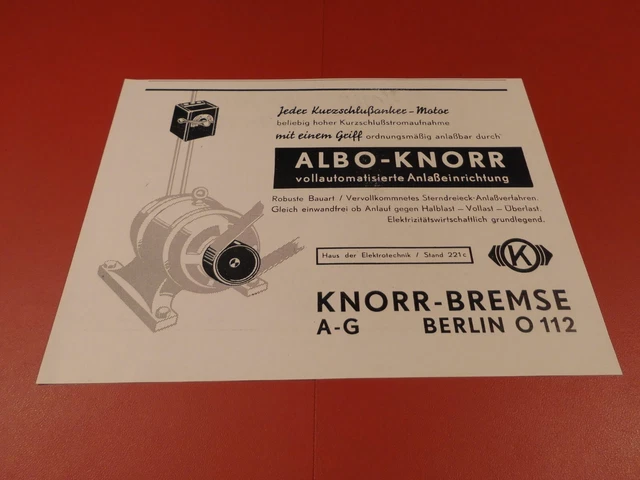 Jeder Kurzschlußanker-Motor
beliebig hoher Kurzschlußstromaufnahme
mit einem Griff ordnungsmäßig anlaßbar durch
ALBO-KNORR
vollautomatisierte Anlaßeinrichtung
Robuste Bauart / Vervollkommnetes Sterndreieck-Anlaßverfahren.
Gleich einwandfrei ob Anlauf gegen Halblast – Vollast – Überlast.
Elektrizitätswirtschaftlich grundlegend.
Haus der Elektrotechnik / Stand 221c
K
KNORR-BREMSE
A-G BERLIN O 112